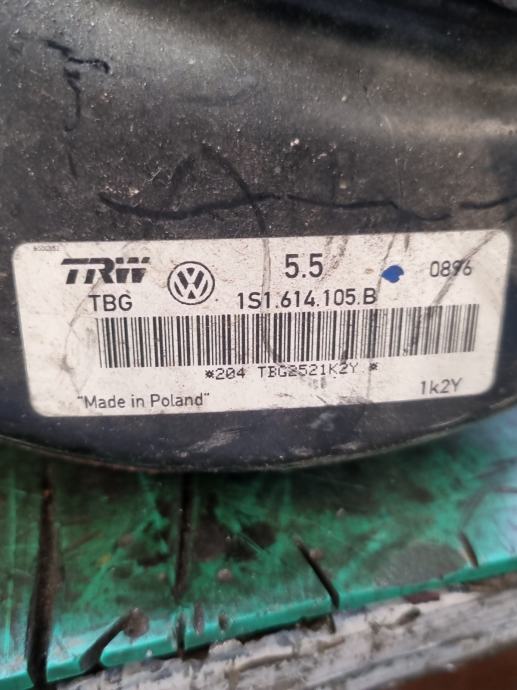 TRW 5.5 0896
TBG 1S1.614.105.B
*204 TBG2521K2Y *
"Made in Poland" 1k2Y